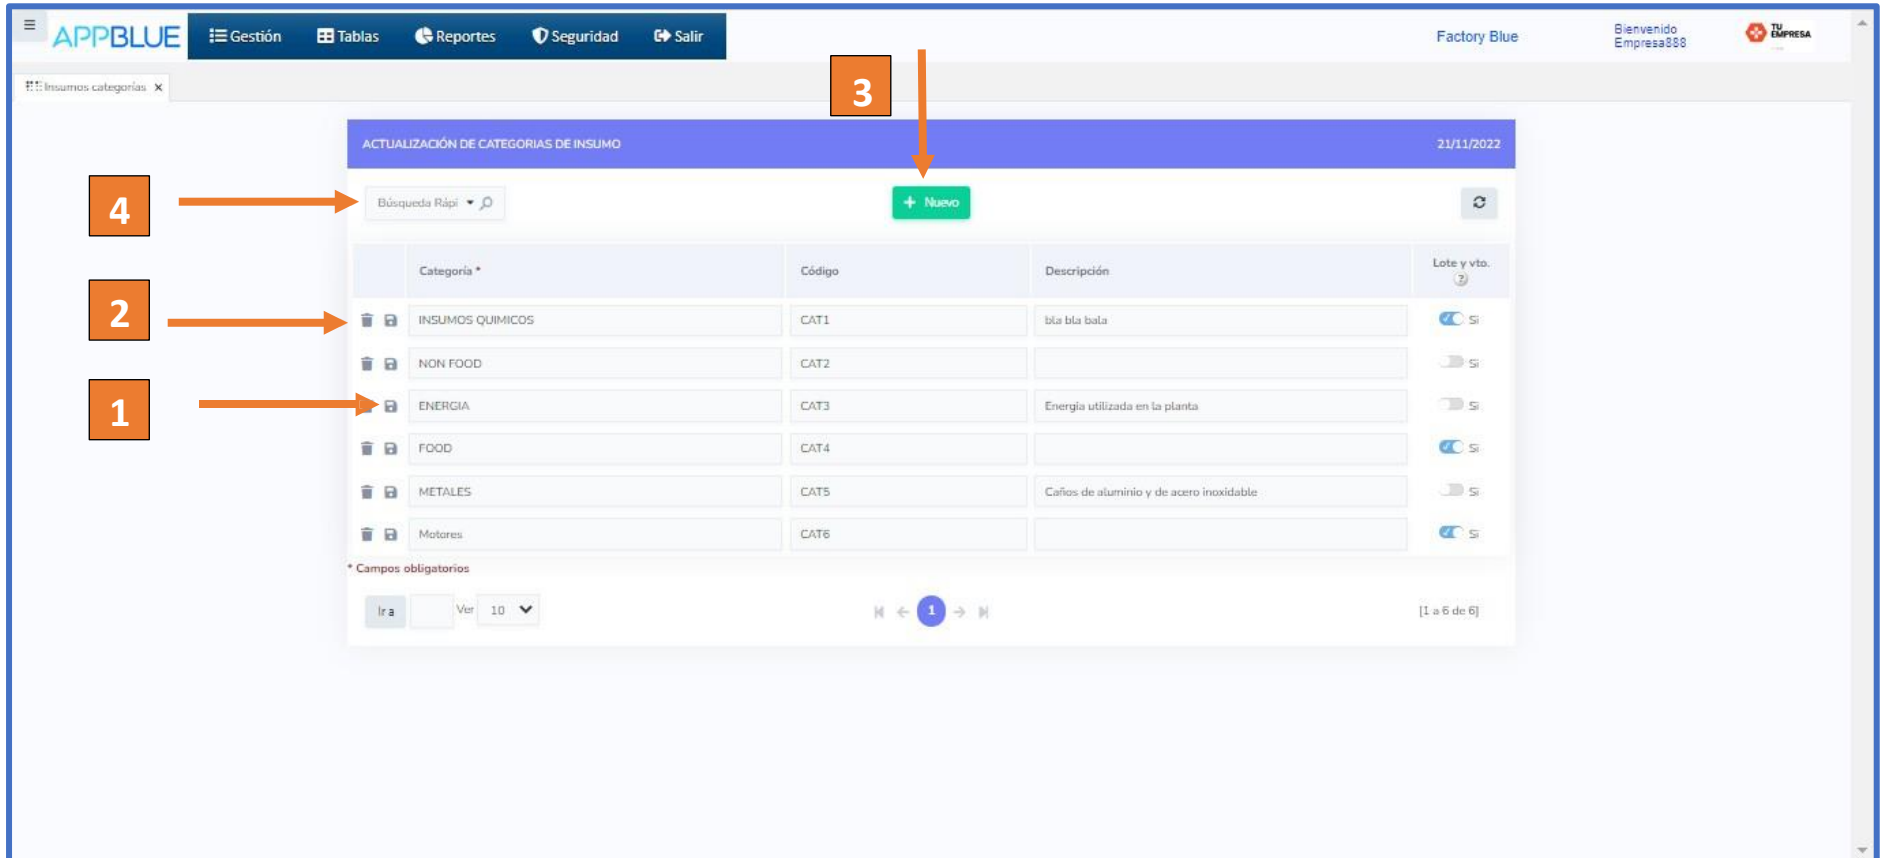 APPBLUE Gestión Tablas Reportes Seguridad Salir Factory Blue Bienvenido Empresa888 TU EMPRESA
Insumos categorías x
3
ACTUALIZACIÓN DE CATEGORIAS DE INSUMO 21/11/2022
4
Búsqueda Rápi + Nuevo
Categoría * Código Descripción Lote y vto. ?
2
INSUMOS QUIMICOS CAT1 bla bla bala Si
NON FOOD CAT2 Si
1
ENERGIA CAT3 Energia utilizada en la planta Si
FOOD CAT4 Si
METALES CAT5 Caños de aluminio y de acero inoxidable Si
Motores CAT6 Si
* Campos obligatorios
Ir a Ver 10 1 [1 a 6 de 6]